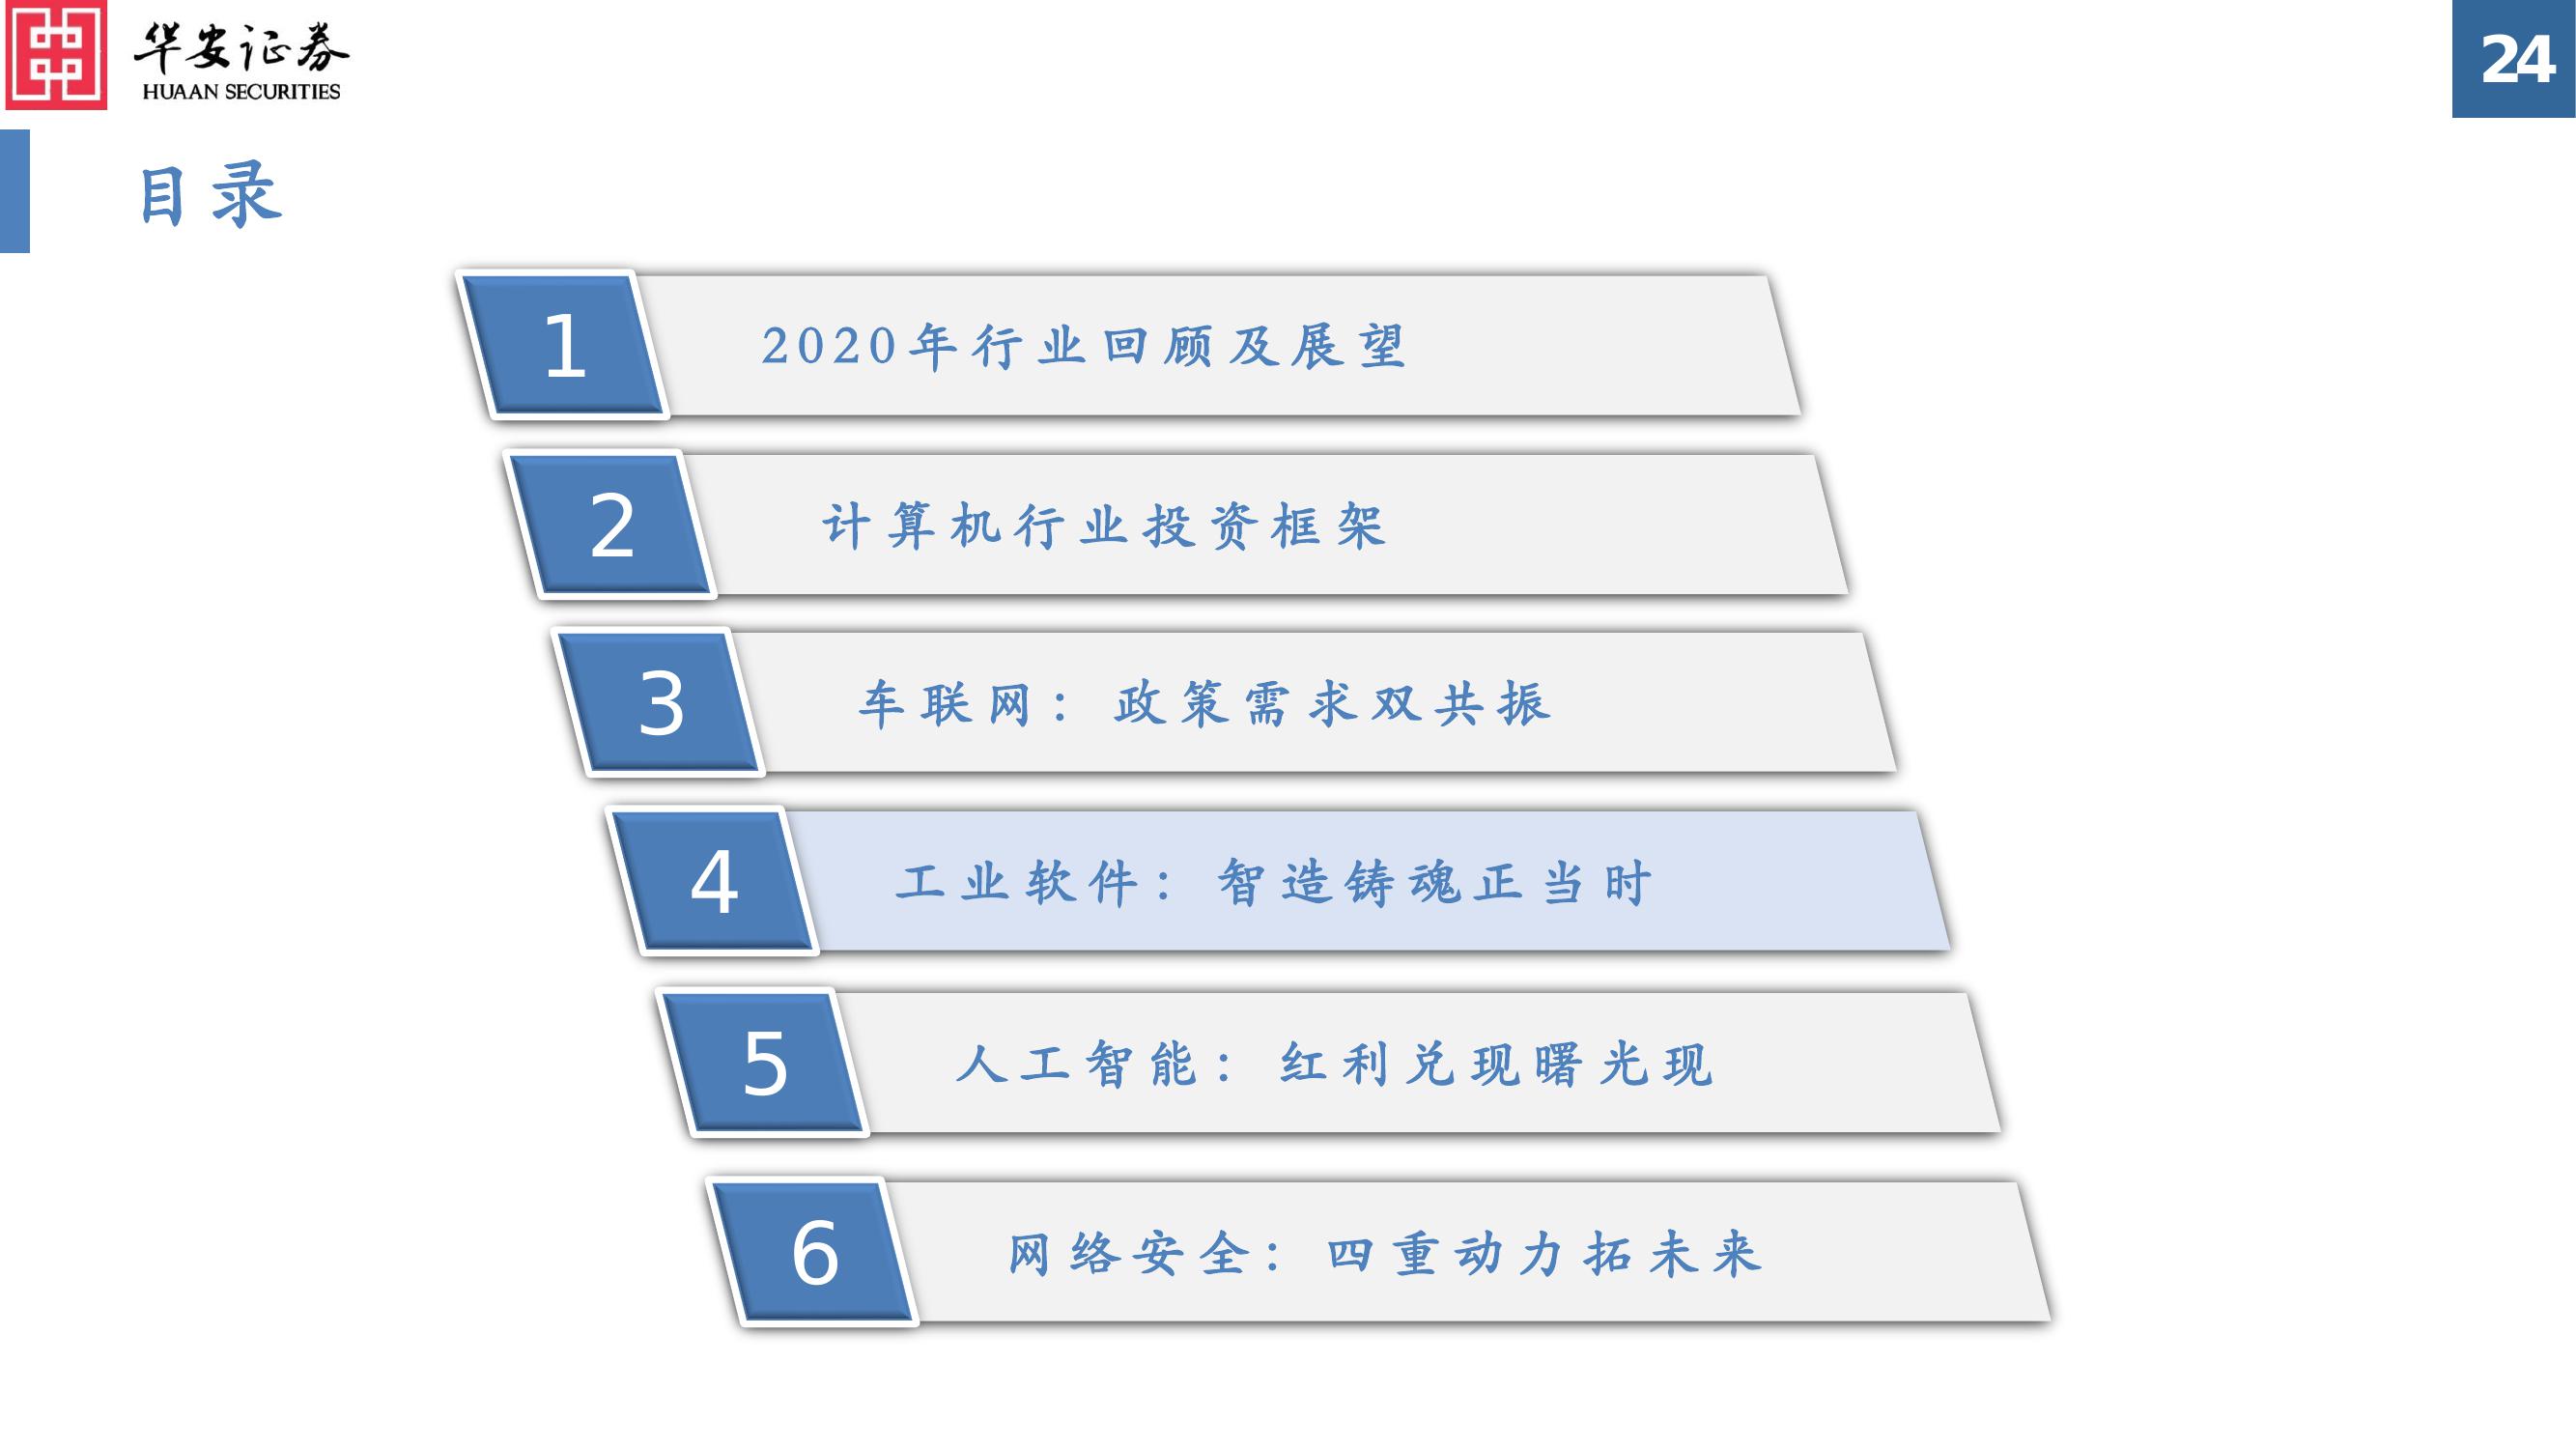 华安证券
HUAAN SECURITIES
24
目录
1 2020年行业回顾及展望
2 计算机行业投资框架
3 车联网：政策需求双共振
4 工业软件：智造铸魂正当时
5 人工智能：红利兑现曙光现
6 网络安全：四重动力拓未来